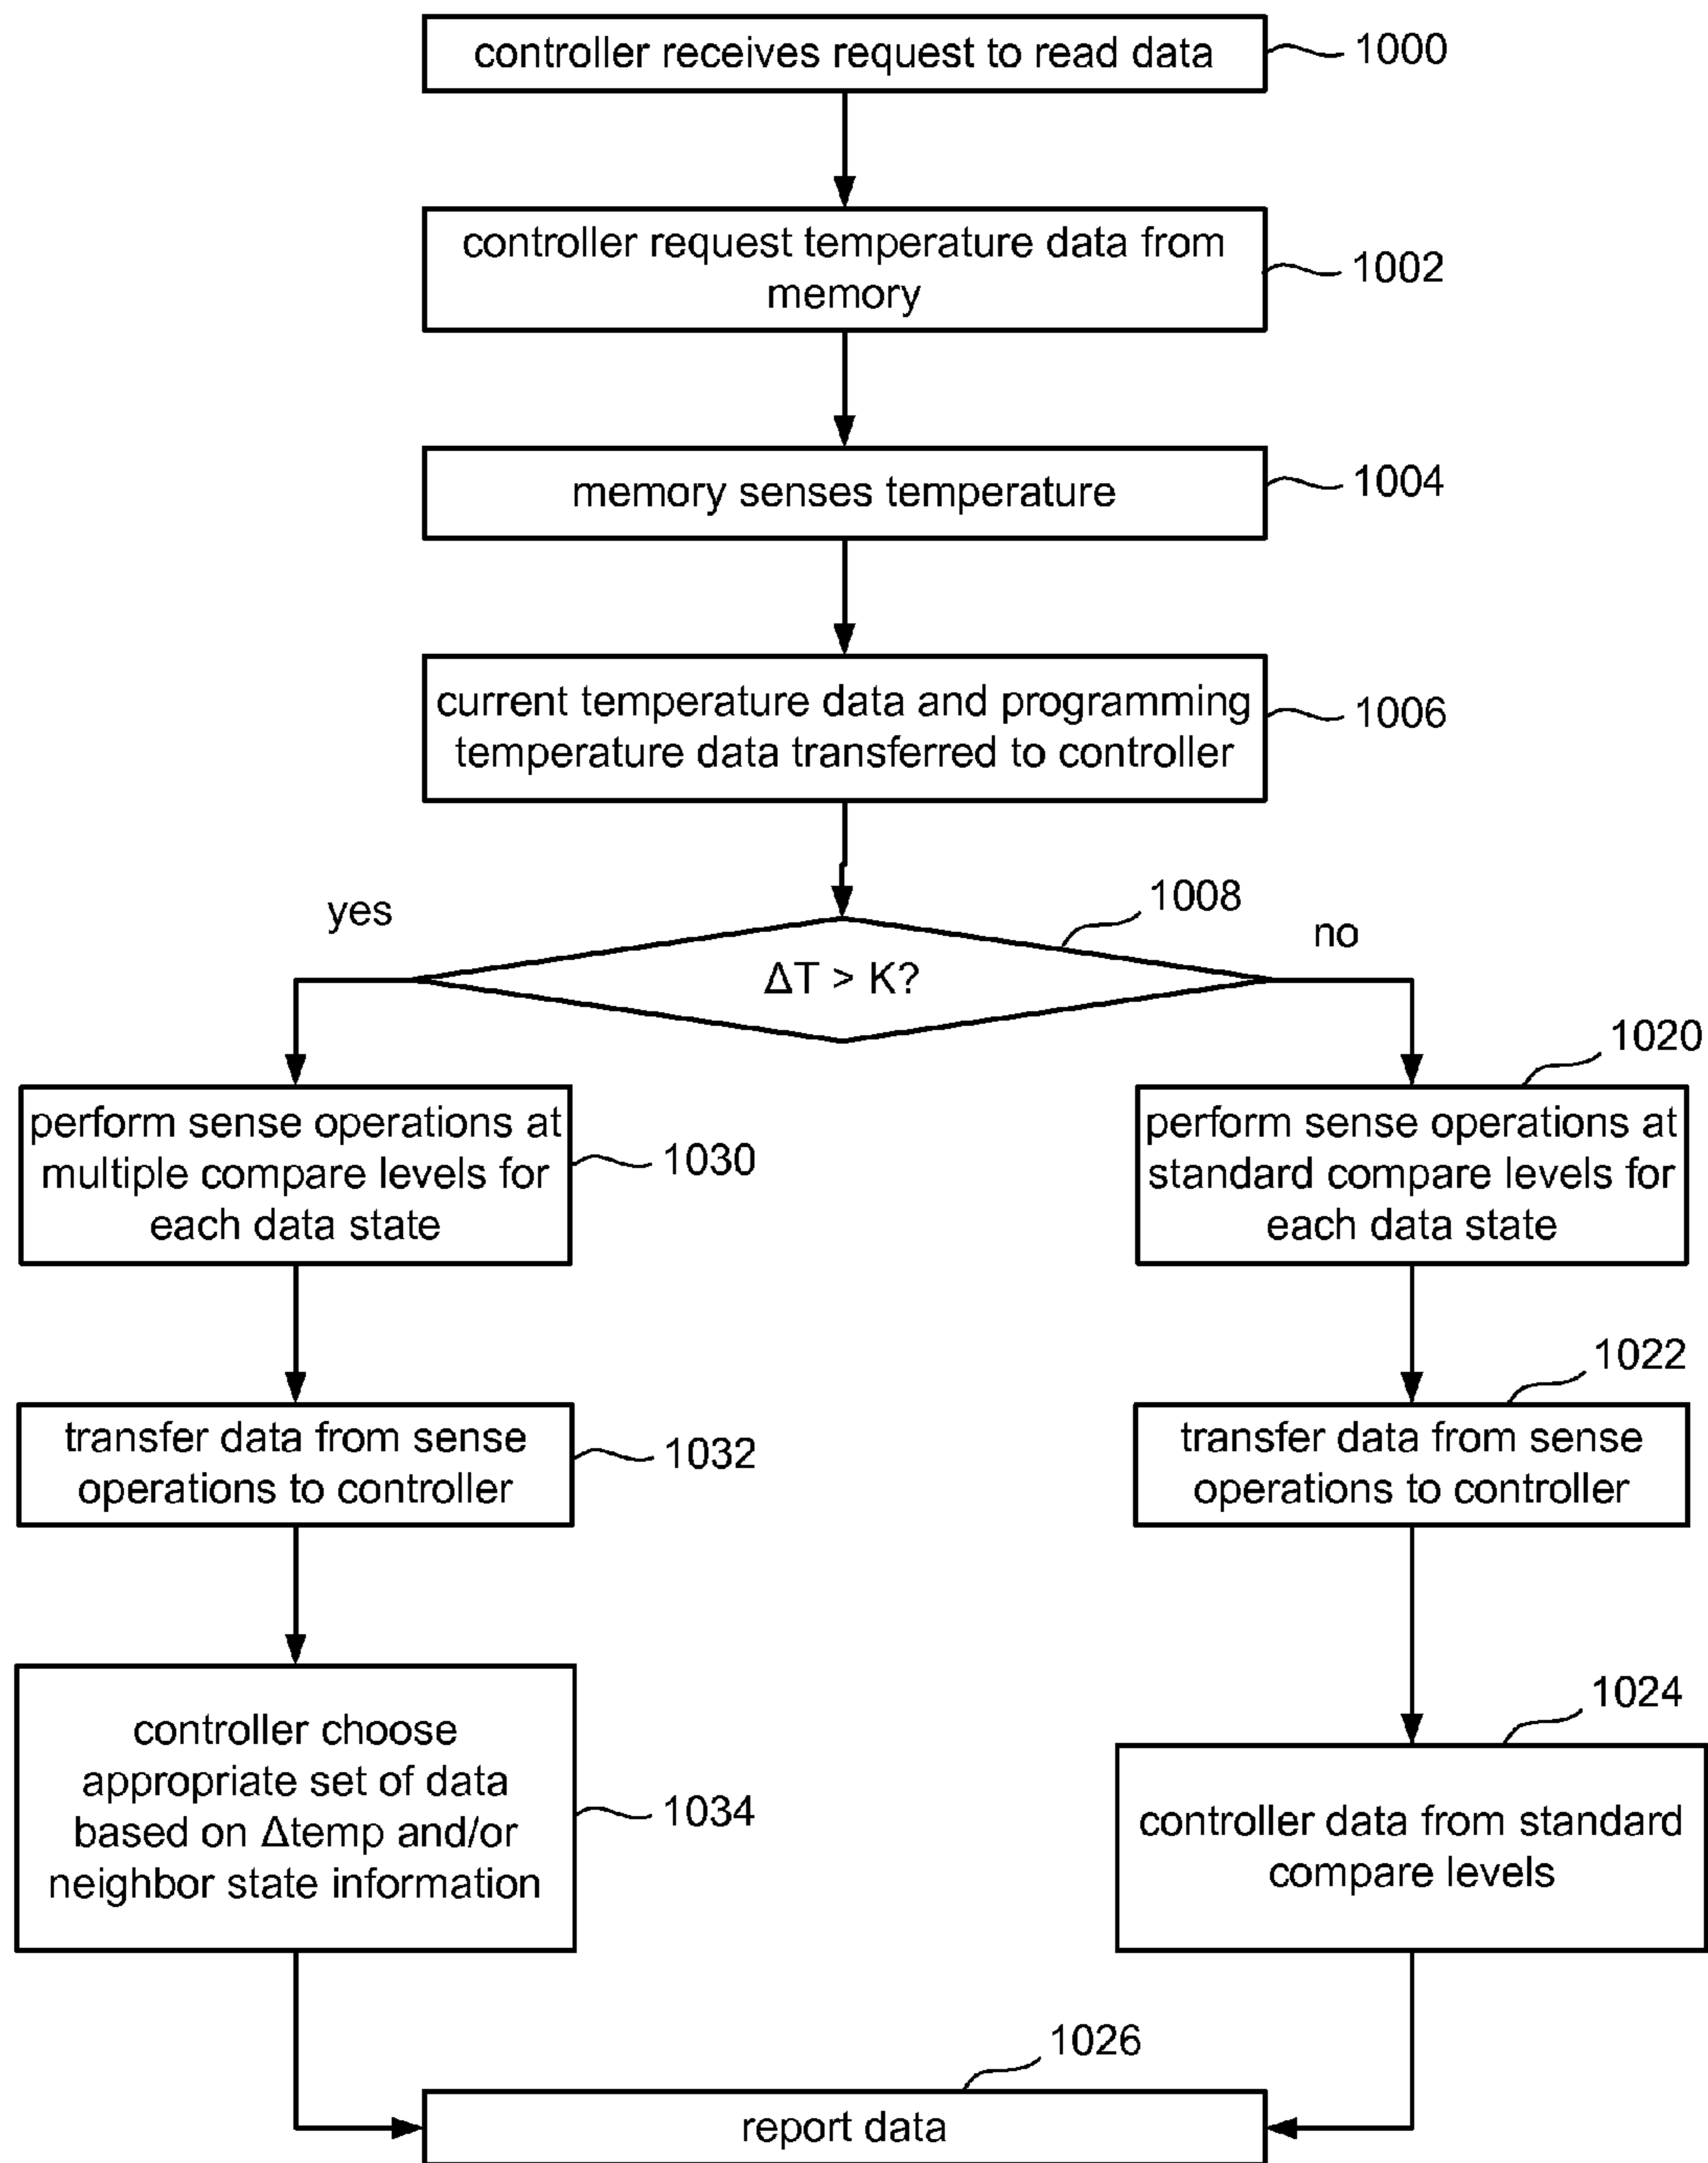 controller receives request to read data
1000
controller request temperature data from
memory
1002
memory senses temperature
1004
current temperature data and programming
temperature data transferred to controller
1006
1008
yes
no
ΔT > K?
1020
perform sense operations at
multiple compare levels for
each data state
1030
perform sense operations at
standard compare levels for
each data state
1022
transfer data from sense
operations to controller
1032
transfer data from sense
operations to controller
1024
controller choose
appropriate set of data
based on Δtemp and/or
neighbor state information
1034
controller data from standard
compare levels
1026
report data